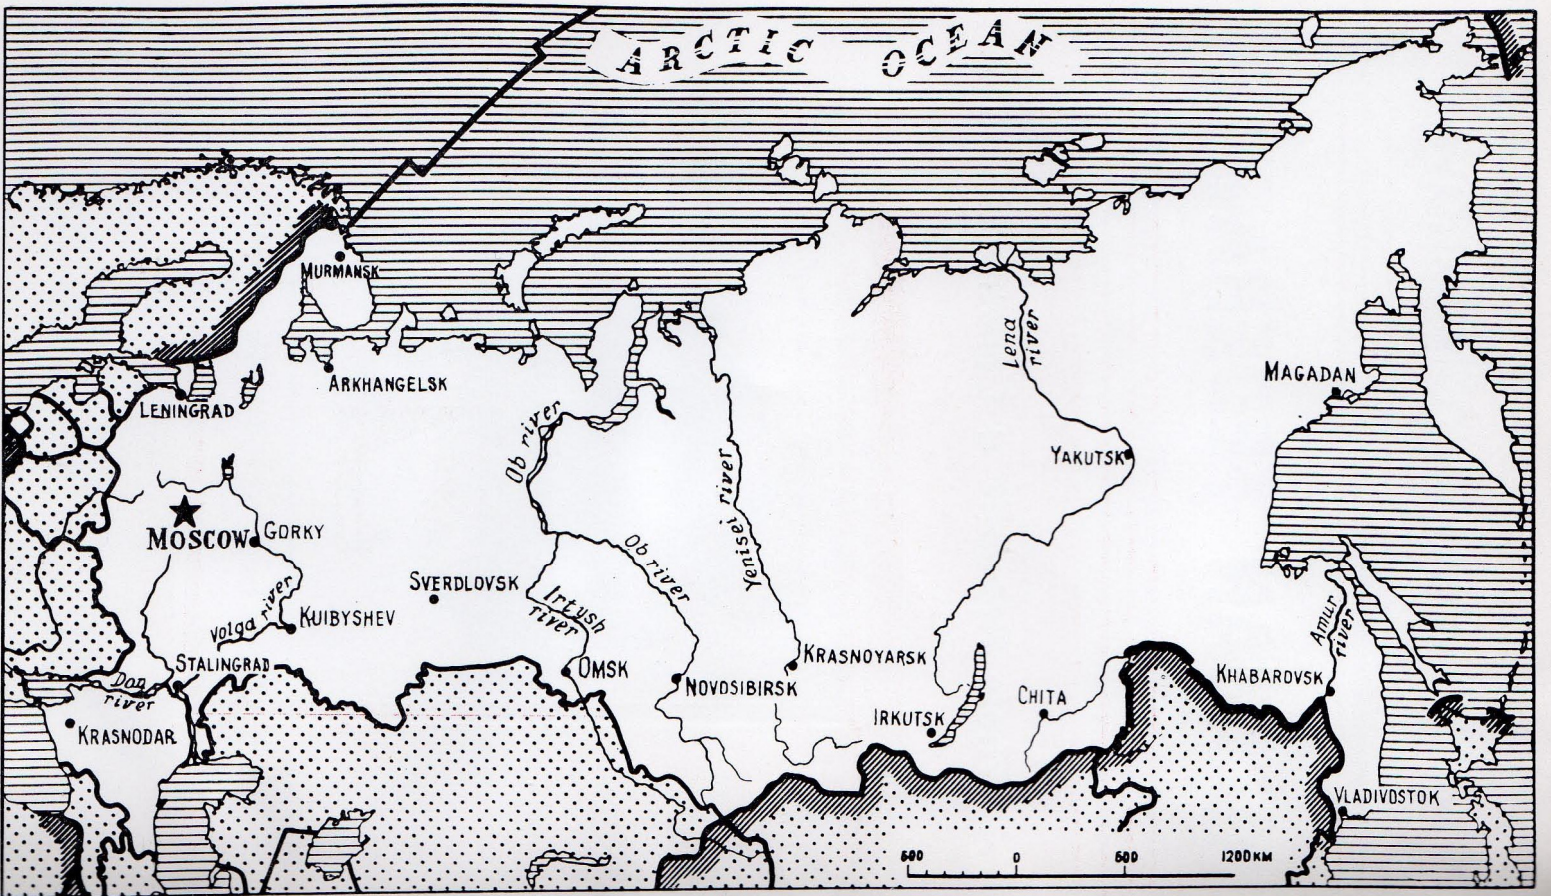 ARCTIC OCEAN
MURMANSK
ARKHANGELSK
LENINGRAD
Lena
river
MAGADAN
Ob river
YAKUTSK
Yenisei river
MOSCOW
GORKY
Ob river
SVERDLOVSK
Irtysh
river
Volga river
KUIBYSHEV
Amur
river
STALINGRAD
OMSK
KRASNOYARSK
Don
river
NOVOSIBIRSK
CHITA
KHABAROVSK
IRKUTSK
KRASNODAR
VLADIVOSTOK
600 0 600 1200KM